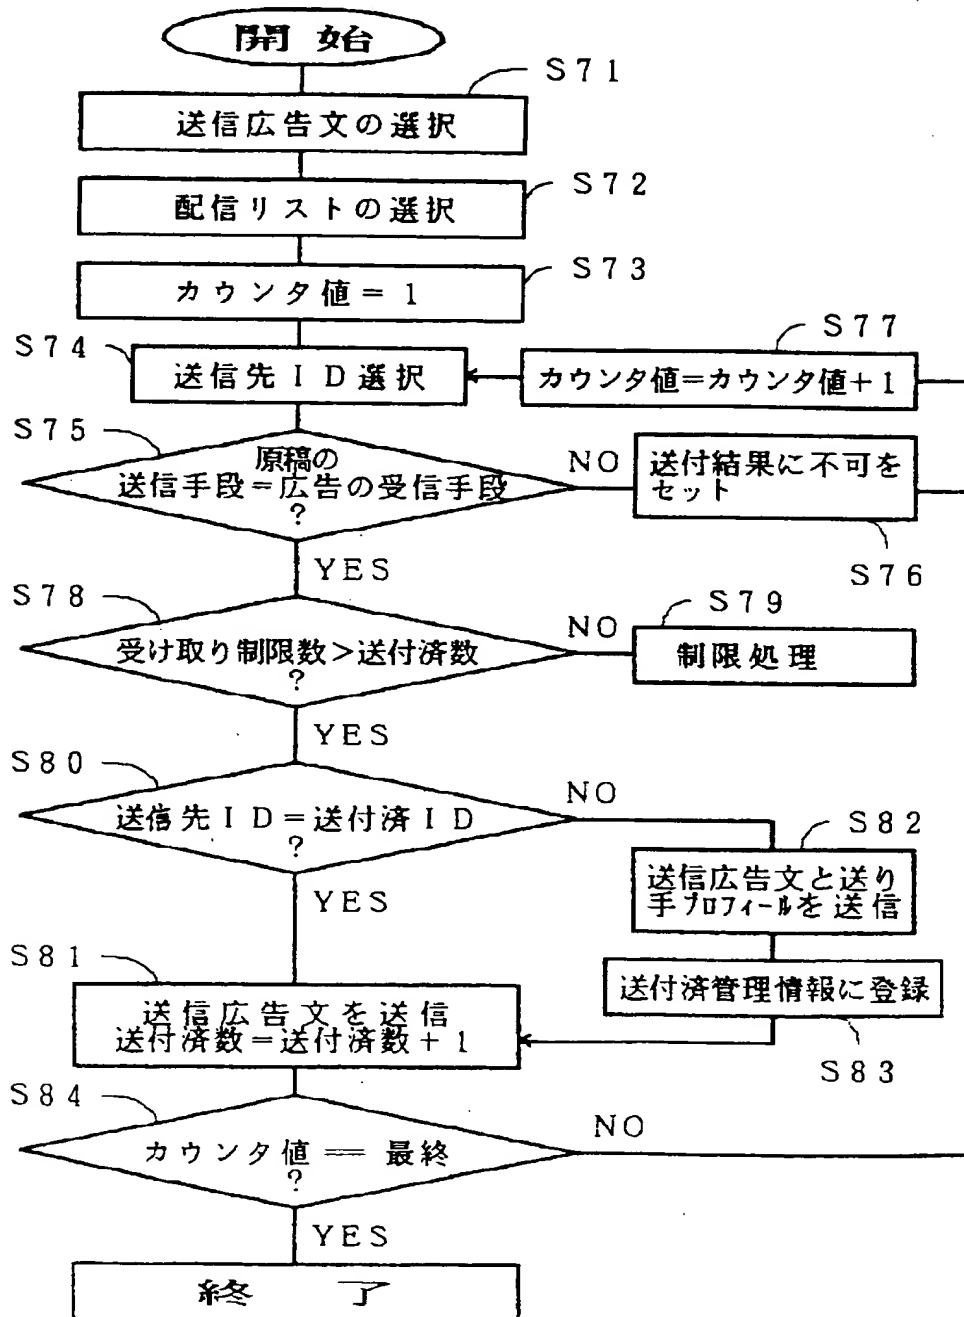 開 始
S71
送信広告文の選択
S72
配信リストの選択
S73
カウンタ値=1
S77
S74
送信先ID選択
カウンタ値=カウンタ値+1
S75
原稿の
送信手段=広告の受信手段
?
NO
送付結果に不可を
セット
S76
YES
S78
受け取り制限数>送付済数
?
NO
S79
制限処理
YES
S80
送信先ID=送付済ID
?
NO
S82
送信広告文と送り
手プロフィールを送信
YES
S81
送信広告文を送信
送付済数=送付済数+1
送付済管理情報に登録
S83
S84
カウンタ値==最終
?
NO
YES
終 了